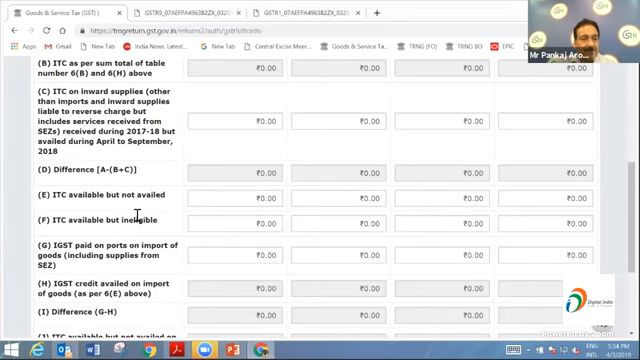 Goods & Services Tax (GST)
GSTR9_07AEFPA4963B2ZX_032
GSTR1_07AEFPA4963B2ZX_032
https://trngreturn.gst.gov.in/returns2/auth/gstr9/itcinfo
Apps
New Tab
India News, Latest
New Tab
Central Excise Mee
Goods & Service Ta
TRNG (FO)
TRNG BO
EPIC
Other bookmarks
Mr Pankaj Aro...
(B) ITC as per sum total of table number 6(B) and 6(H) above
₹0.00 ₹0.00 ₹0.00 ₹0.00
(C) ITC on inward supplies (other than imports and inward supplies liable to reverse charge but includes services received from SEZs) received during 2017-18 but availed during April to September, 2018
₹0.00 ₹0.00 ₹0.00 ₹0.00
(D) Difference [A-(B+C)]
₹0.00 ₹0.00 ₹0.00 ₹0.00
(E) ITC available but not availed
₹0.00 ₹0.00 ₹0.00 ₹0.00
(F) ITC available but ineligible
₹0.00 ₹0.00 ₹0.00 ₹0.00
(G) IGST paid on ports on import of goods (including supplies from SEZ)
₹0.00 ₹0.00 ₹0.00 ₹0.00
(H) IGST credit availed on import of goods (as per 6(E) above)
₹0.00 ₹0.00 ₹0.00 ₹0.00
(I) Difference (G-H)
₹0.00 ₹0.00 ₹0.00 ₹0.00
Digital India
Powered by Zoom
ENG
INTL
5:34 PM
4/3/2019